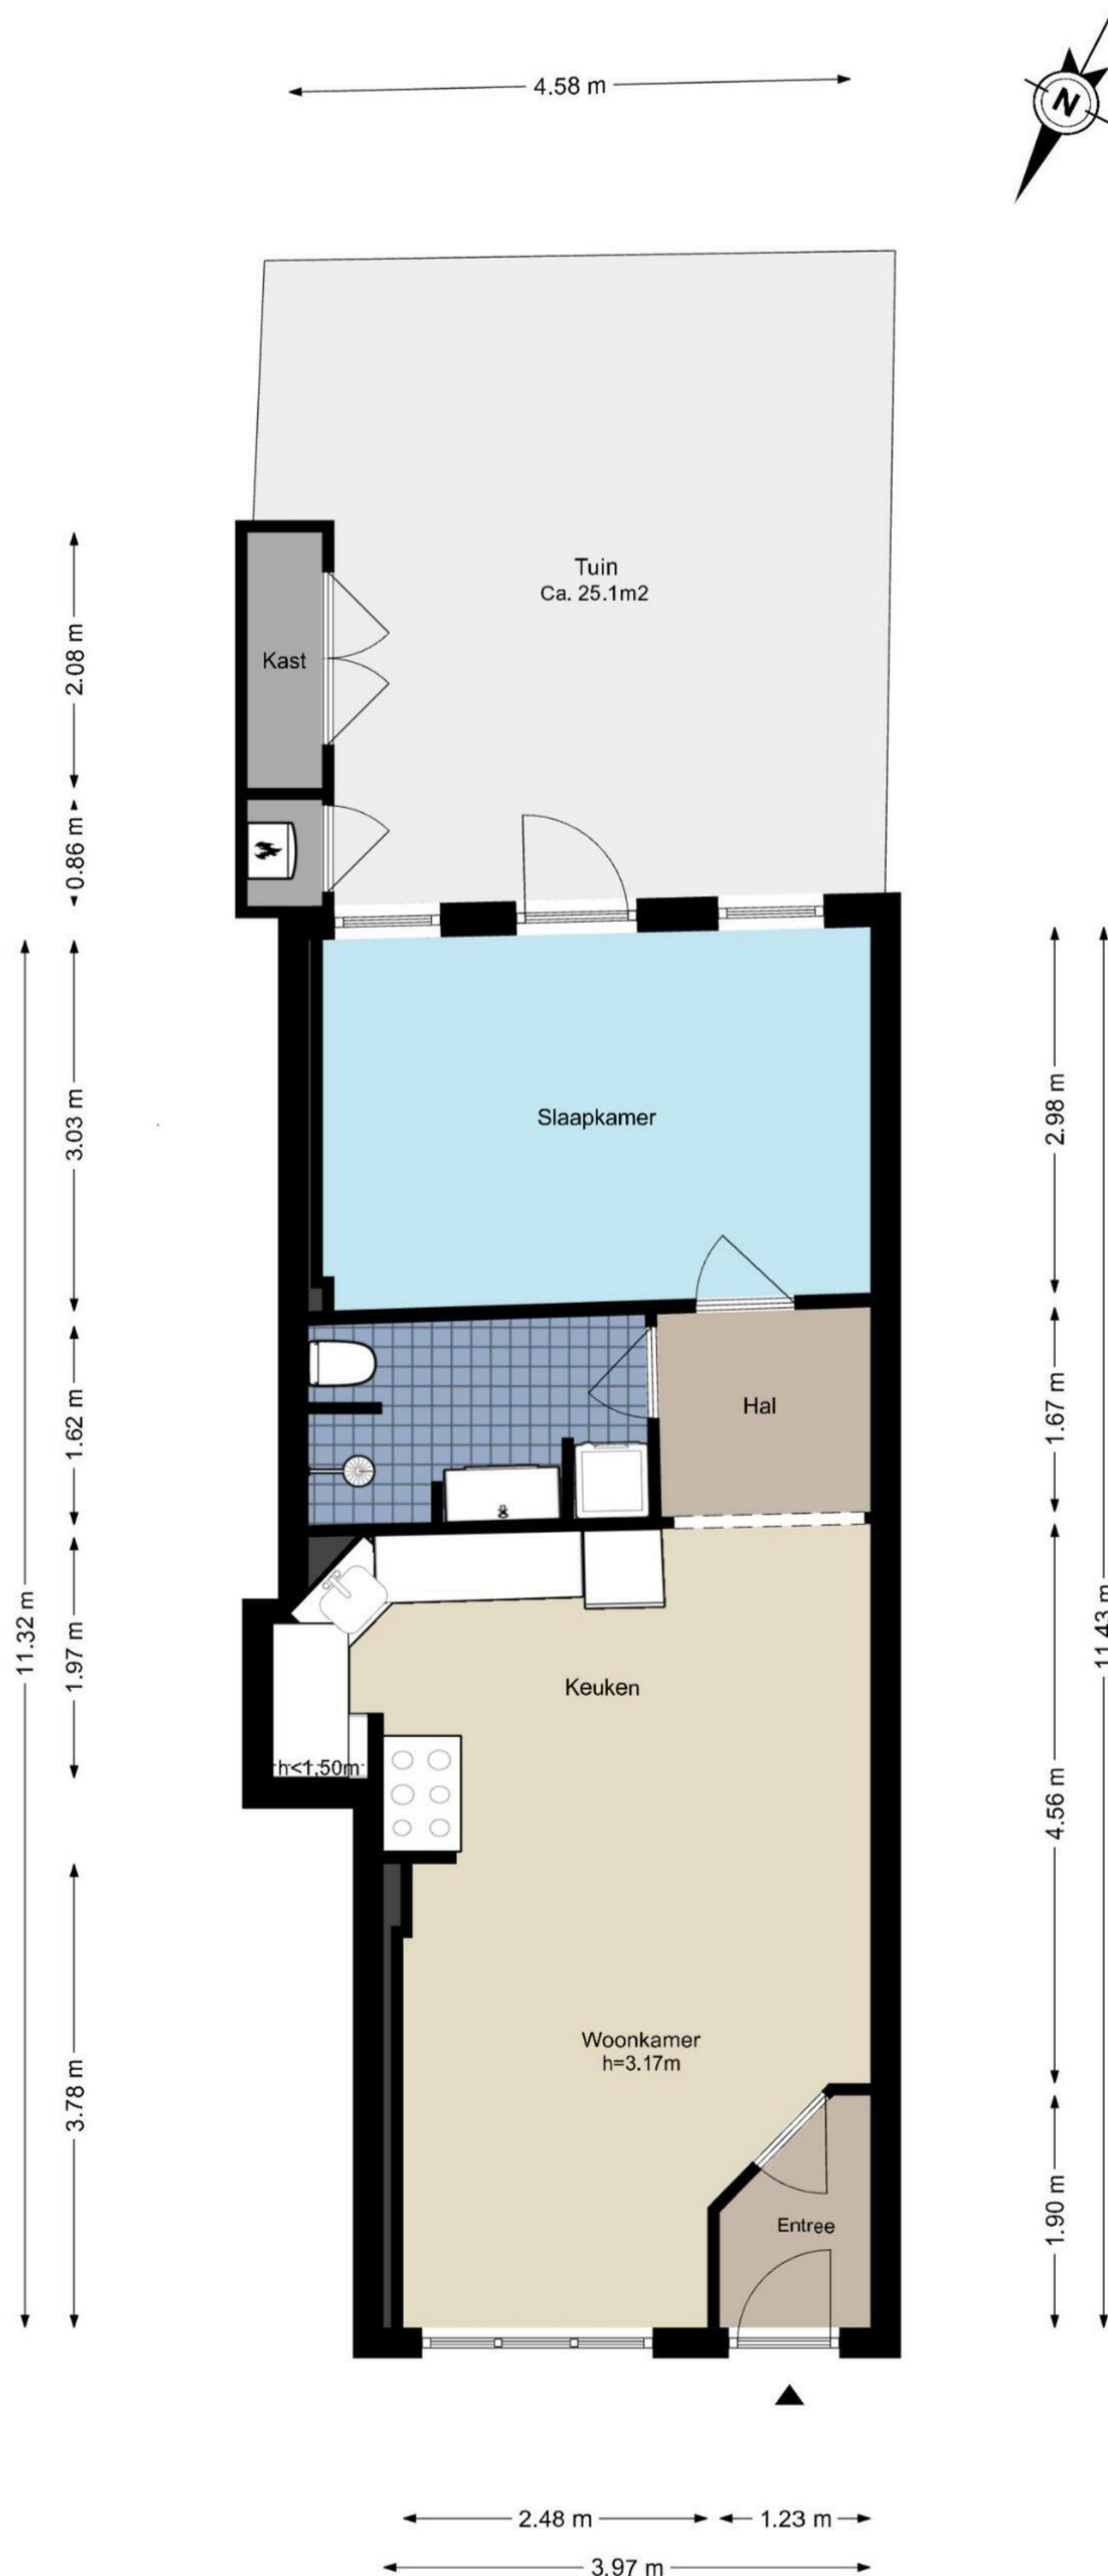 4.58 m
N
Tuin
Ca. 25.1m2
Kast
2.08 m
0.86 m
Slaapkamer
3.03 m
2.98 m
Hal
1.62 m
1.67 m
11.32 m
11.43 m
1.97 m
Keuken
h<1,50m
4.56 m
Woonkamer
h=3.17m
3.78 m
Entree
1.90 m
2.48 m
1.23 m
3.97 m